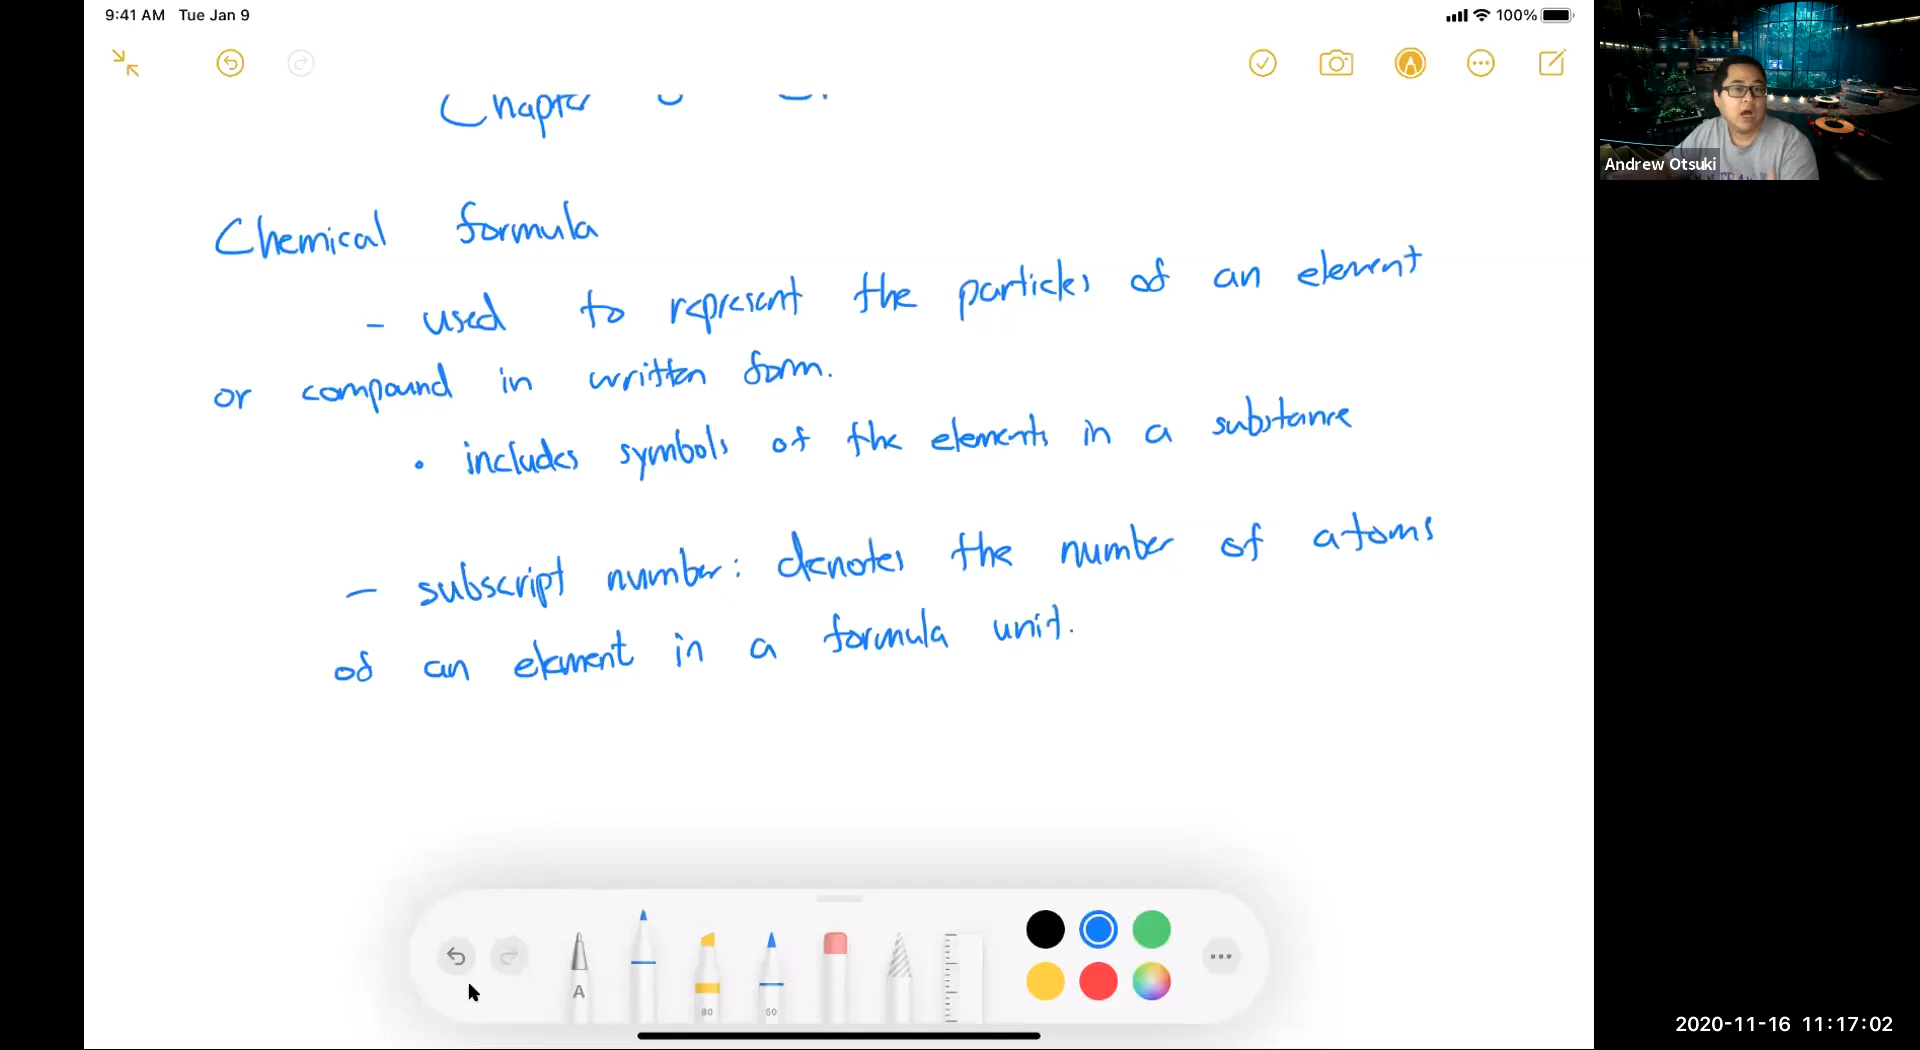 9:41 AM Tue Jan 9
100%
Chapter
Chemical formula
- used to represent the particles of an element
or compound in written form.
• includes symbols of the elements in a substance
- subscript number: denotes the number of atoms
of an element in a formula unit.
A
80
50
Andrew Otsuki
2020-11-16 11:17:02